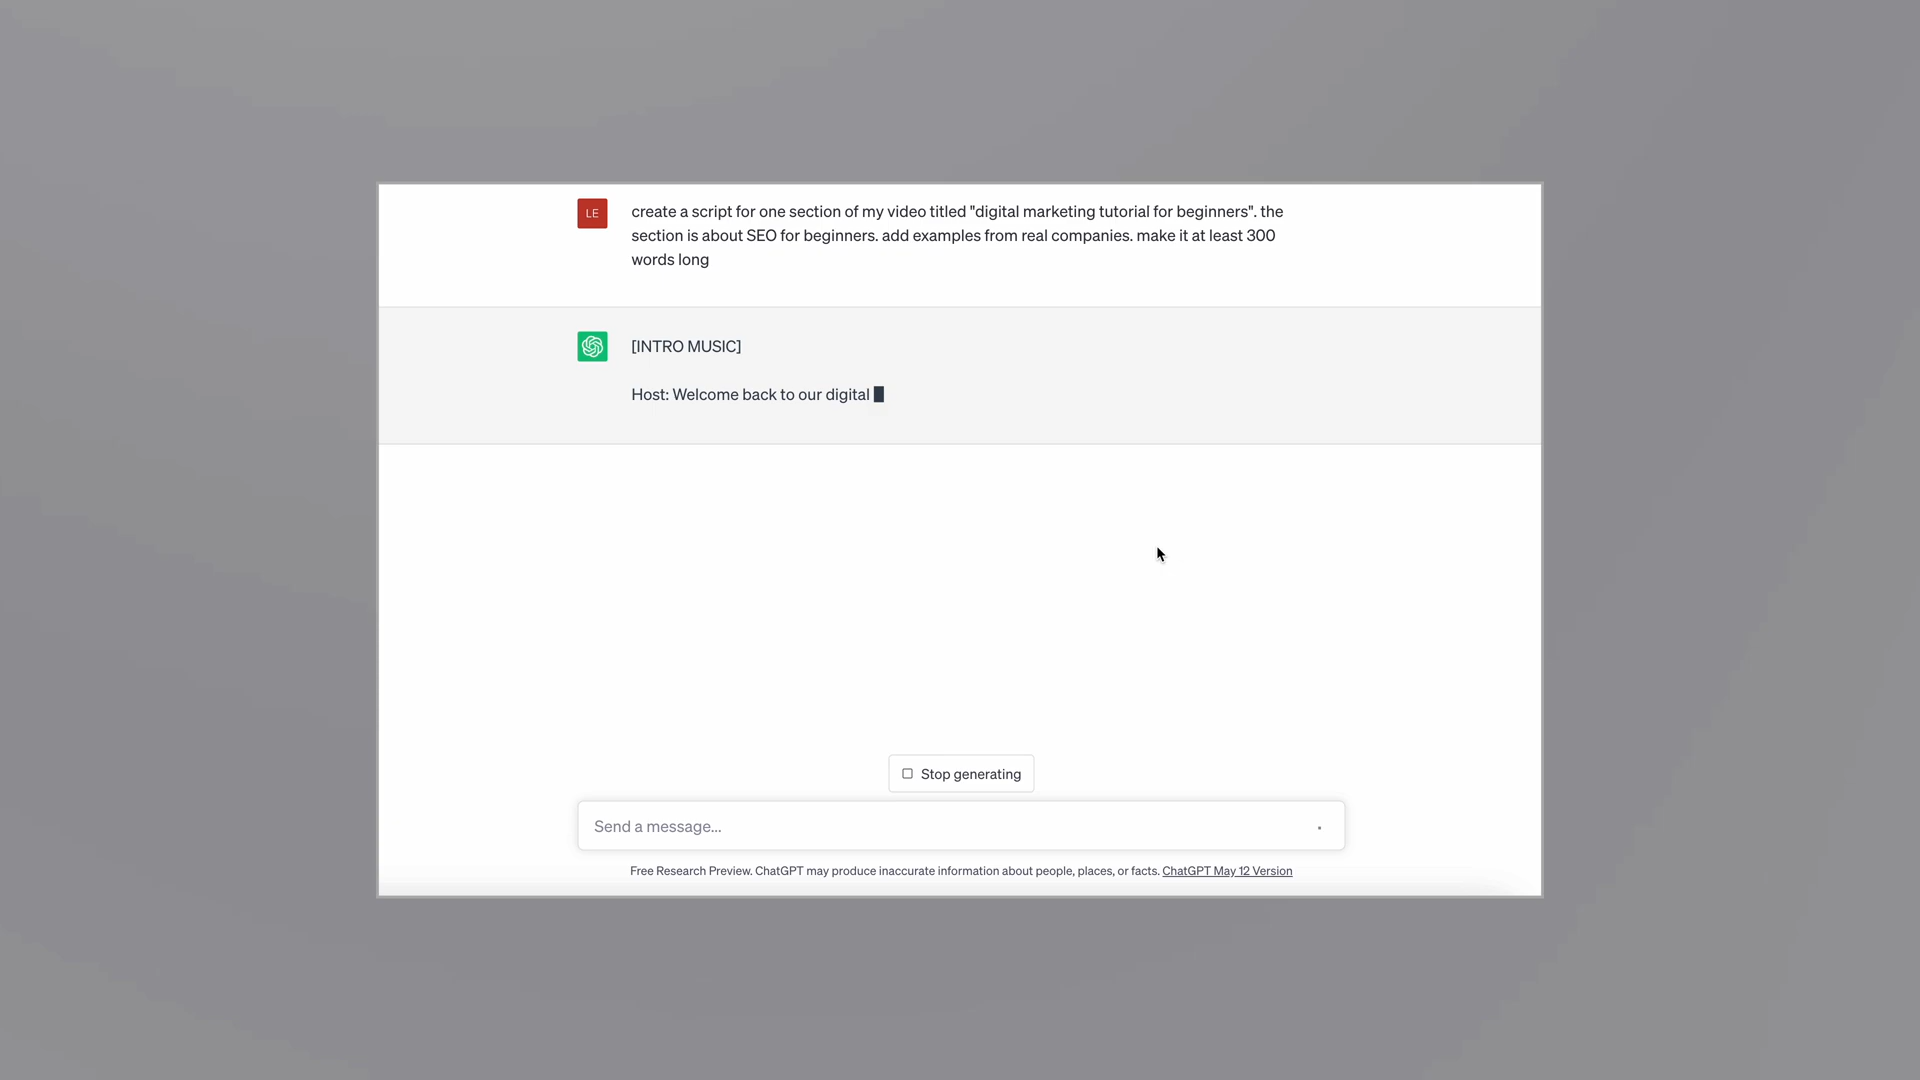 LE
create a script for one section of my video titled "digital marketing tutorial for beginners". the
section is about SEO for beginners. add examples from real companies. make it at least 300
words long
[INTRO MUSIC]
Host: Welcome back to our digital
Stop generating
Send a message...
Free Research Preview. ChatGPT may produce inaccurate information about people, places, or facts. ChatGPT May 12 Version